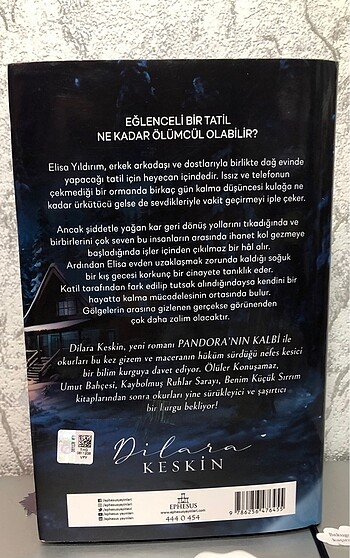 EĞLENCELİ BİR TATİL
NE KADAR ÖLÜMCÜL OLABİLİR?
Elisa Yıldırım, erkek arkadaşı ve dostlarıyla birlikte dağ evinde
yapacağı tatil için heyecan içindedir. Issız ve telefonun
çekmediği bir ormanda birkaç gün kalma düşüncesi kulağa ne
kadar ürkütücü gelse de sevdikleriyle vakit geçirmeyi iple çeker.
Ancak şiddetle yağan kar geri dönüş yollarını tıkadığında ve
birbirlerini çok seven bu insanların arasında ihanet kol gezmeye
başladığında işler içinden çıkılmaz bir hâl alır.
Ardından Elisa evden uzaklaşmak zorunda kaldığı soğuk
bir kış gecesi korkunç bir cinayete tanıklık eder.
Katil tarafından fark edilip tutsak alındığındaysa kendini bir
hayatta kalma mücadelesinin ortasında bulur.
Gölgelerin arasına gizlenen gerçekse görünenden
çok daha zalim olacaktır.
Dilara Keskin, yeni romanı PANDORA'NIN KALBİ ile
okurları bu kez gizem ve maceranın hüküm sürdüğü nefes kesici
bir bilim kurguya davet ediyor. Ölüler Konuşamaz,
Umut Bahçesi, Kaybolmuş Ruhlar Sarayı, Benim Küçük Sırrım
kitaplarından sonra okurları yine sürükleyici ve şaşırtıcı
bir kurgu bekliyor!
Dilara
KESKİN
EPHESUS
YAYINLARI
www.ephesusyayinlari.com
444 0 454
9 786256 476455